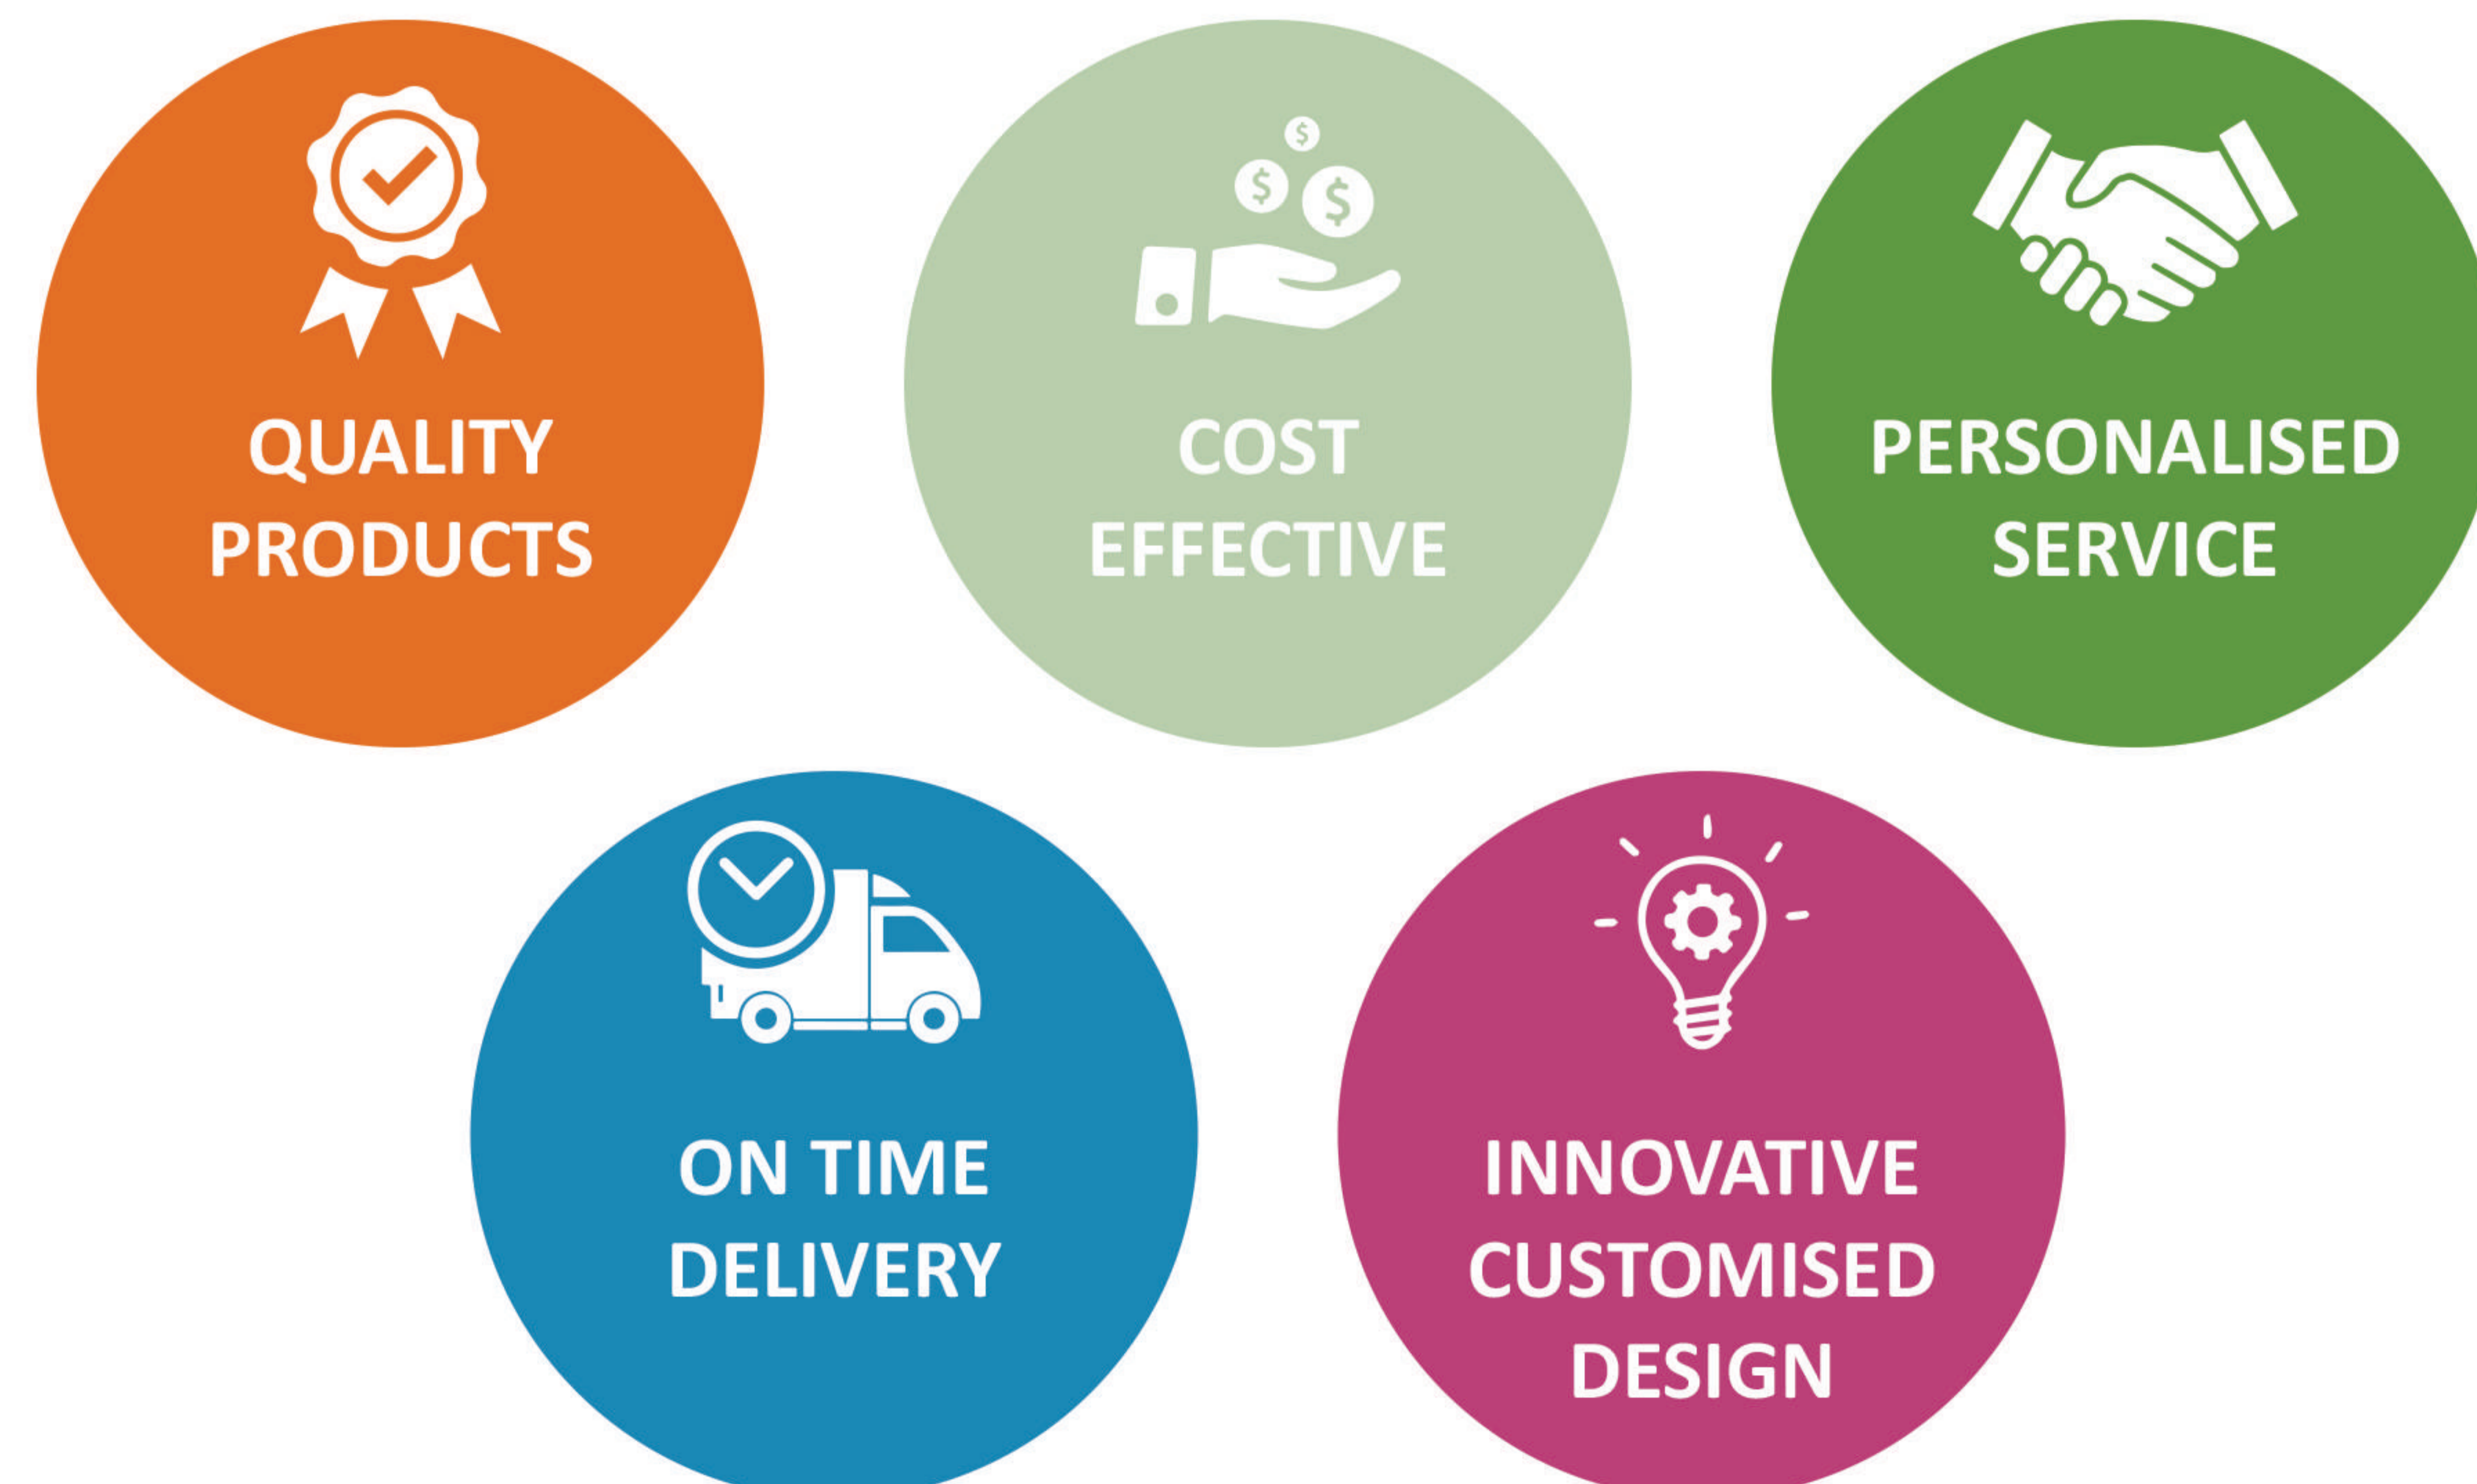 QUALITY
PRODUCTS
COST
EFFECTIVE
PERSONALISED
SERVICE
ON TIME
DELIVERY
INNOVATIVE
CUSTOMISED
DESIGN